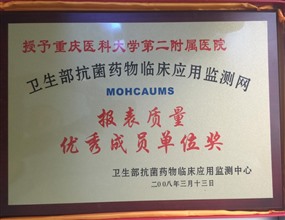 授予重庆医科大学第二附属医院
卫生部抗菌药物临床应用监测网
MOHCAUMS
报表质量
优秀成员单位奖
卫生部抗菌药物临床应用监测中心
二00八年三月十三日